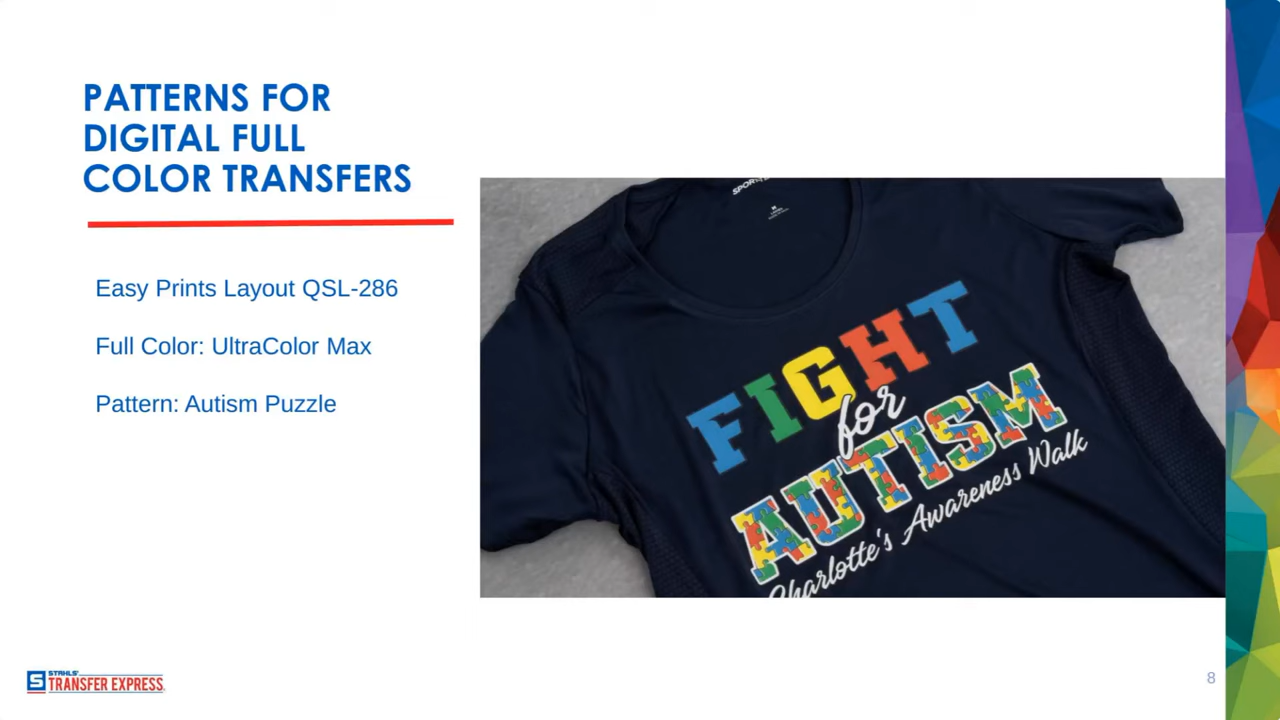 PATTERNS FOR
DIGITAL FULL
COLOR TRANSFERS
Easy Prints Layout QSL-286
Full Color: UltraColor Max
Pattern: Autism Puzzle
FIGHT
for
AUTISM
Charlotte's Awareness Walk
STAHLS'
TRANSFER EXPRESS
8